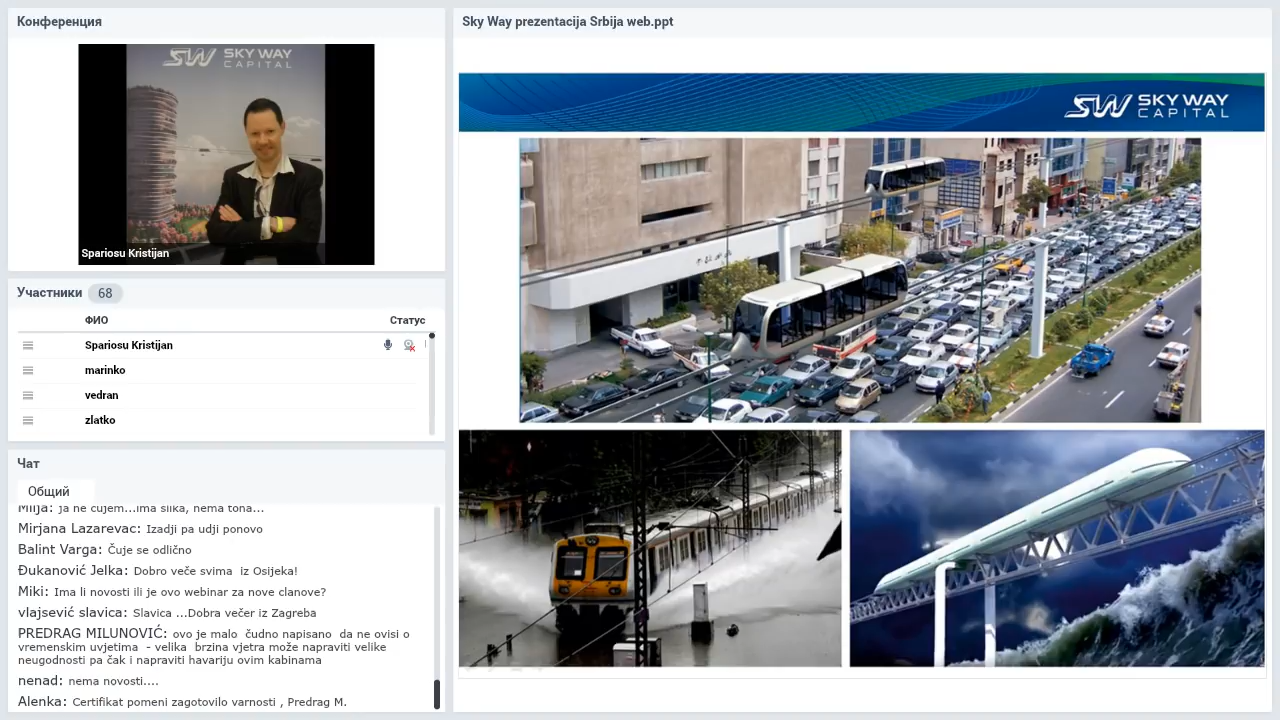 Конференция
SKY WAY
CAPITAL
Spariosu Kristijan
Участники 68
ФИО Статус
Spariosu Kristijan
marinko
vedran
zlatko
Чат
Общий
Milja: ja ne cujem...ima slika, nema tona...
Mirjana Lazarevac: Izadji pa udji ponovo
Balint Varga: Čuje se odlično
Đukanović Jelka: Dobro veče svima iz Osijeka!
Miki: Ima li novosti ili je ovo webinar za nove clanove?
vlajsević slavica: Slavica ...Dobra večer iz Zagreba
PREDRAG MILUNOVIĆ: ovo je malo čudno napisano da ne ovisi o
vremenskim uvjetima - velika brzina vjetra može napraviti velike
neugodnosti pa čak i napraviti havariju ovim kabinama
nenad: nema novosti....
Alenka: Certifikat pomeni zagotovilo varnosti , Predrag M.
Sky Way prezentacija Srbija web.ppt
SW SKY WAY
CAPITAL